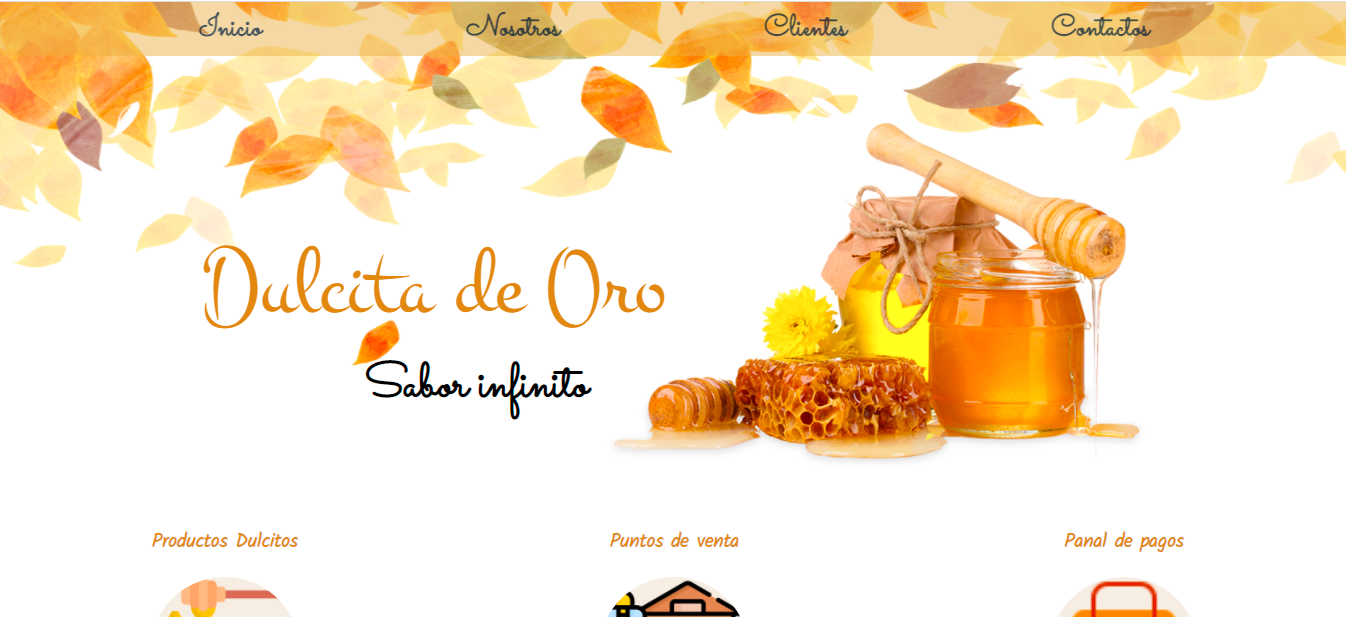 Inicio Nosotros Clientes Contactos
Dulcita de Oro
Sabor infinito
Productos Dulcitos Puntos de venta Panal de pagos